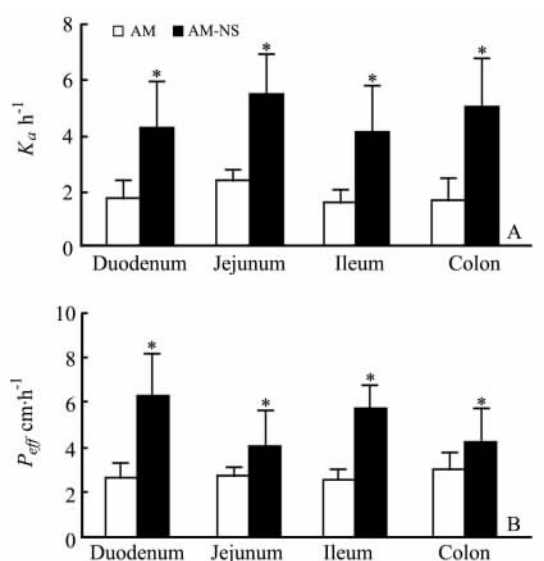 8
AM AM-NS
* * * *
6
Ka h-1
4
2
0
A
Duodenum Jejunum Ileum Colon
10
8
* * * *
6
Peff cm·h-1
4
2
0
B
Duodenum Jejunum Ileum Colon